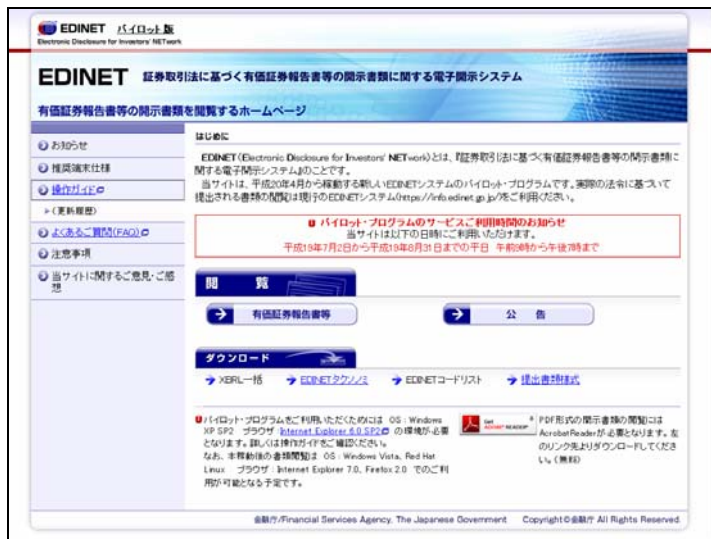 EDINET パイロット版
Electronic Disclosure for Investors' NETwork
EDINET 証券取引法に基づく有価証券報告書等の開示書類に関する電子開示システム
有価証券報告書等の開示書類を閲覧するホームページ
お知らせ
推奨端末仕様
操作ガイド
(更新履歴)
よくあるご質問(FAQ)
注意事項
当サイトに関するご意見・ご感
想
はじめに
EDINET(Electronic Disclosure for Investors' NETwork)とは、『証券取引法に基づく有価証券報告書等の開示書類に
関する電子開示システム』のことです。
当サイトは、平成20年4月から稼動する新しいEDINETシステムのパイロット・プログラムです。実際の法令に基づいて
提出される書類の閲覧は現行のEDINETシステム(https://info.edinet.go.jp/)をご利用ください。
パイロット・プログラムのサービスご利用時間のお知らせ
当サイトは以下の日時にご利用いただけます。
平成19年7月2日から平成19年8月31日までの平日 午前9時から午後7時まで
閲 覧
有価証券報告書等
公 告
ダウンロード
XBRL一括
EDINETタクソノミ
EDINETコードリスト
提出書類様式
パイロット・プログラムをご利用いただくためには OS:Windows
XP SP2 ブラウザ:Internet Explorer 6.0 SP2 の環境が必要
となります。詳しくは操作ガイドをご確認ください。
なお、本稼動後の書類閲覧は OS:Windows Vista、Red Hat
Linux ブラウザ:Internet Explorer 7.0、Firefox 2.0 でのご利
用が可能となる予定です。
Get
ACROBAT READER
PDF形式の開示書類の閲覧には
Acrobat Readerが必要となります。左
のリンク先よりダウンロードしてくださ
い。(無料)
金融庁/Financial Services Agency, The Japanese Government Copyright©金融庁 All Rights Reserved.